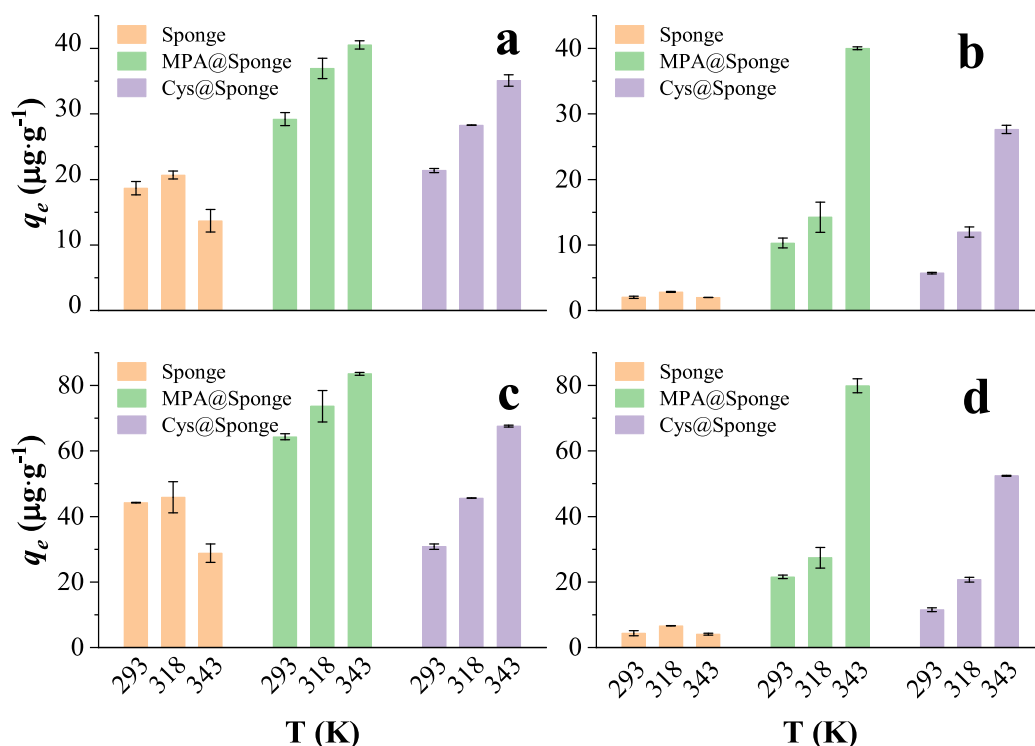 Sponge
MPA@Sponge
Cys@Sponge
a
40
30
20
10
0
qe (μg·g-1)
Sponge
MPA@Sponge
Cys@Sponge
b
40
30
20
10
0
Sponge
MPA@Sponge
Cys@Sponge
c
80
60
40
20
0
qe (μg·g-1)
293 318 343 293 318 343 293 318 343
T (K)
Sponge
MPA@Sponge
Cys@Sponge
d
80
60
40
20
0
293 318 343 293 318 343 293 318 343
T (K)